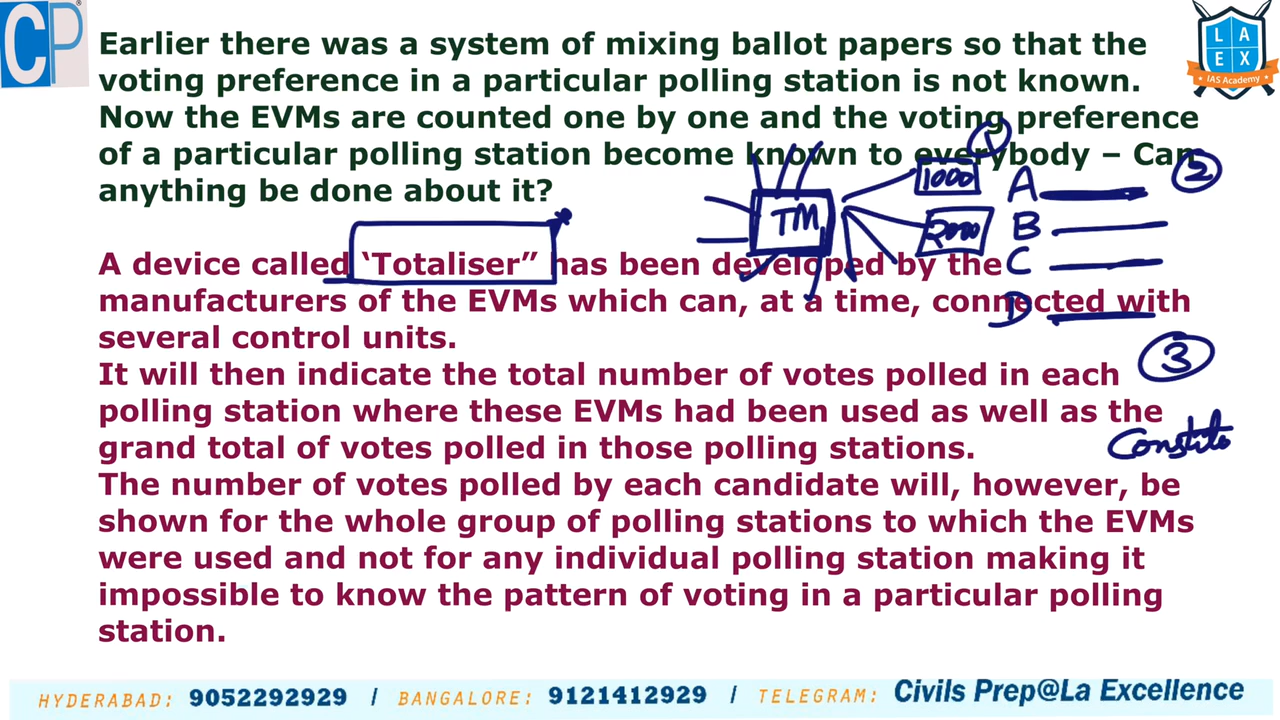 CP
LAEX
IAS Academy
Earlier there was a system of mixing ballot papers so that the
voting preference in a particular polling station is not known.
Now the EVMs are counted one by one and the voting preference
of a particular polling station become known to everybody – Can
anything be done about it?
1
2
1000
A
TM
2000
B
A device called ‘Totaliser” has been developed by the
C
manufacturers of the EVMs which can, at a time, connected with
D
several control units.
3
It will then indicate the total number of votes polled in each
polling station where these EVMs had been used as well as the
grand total of votes polled in those polling stations.
Constitu
The number of votes polled by each candidate will, however, be
shown for the whole group of polling stations to which the EVMs
were used and not for any individual polling station making it
impossible to know the pattern of voting in a particular polling
station.
HYDERABAD: 9052292929 / BANGALORE: 9121412929 / TELEGRAM: Civils Prep@La Excellence